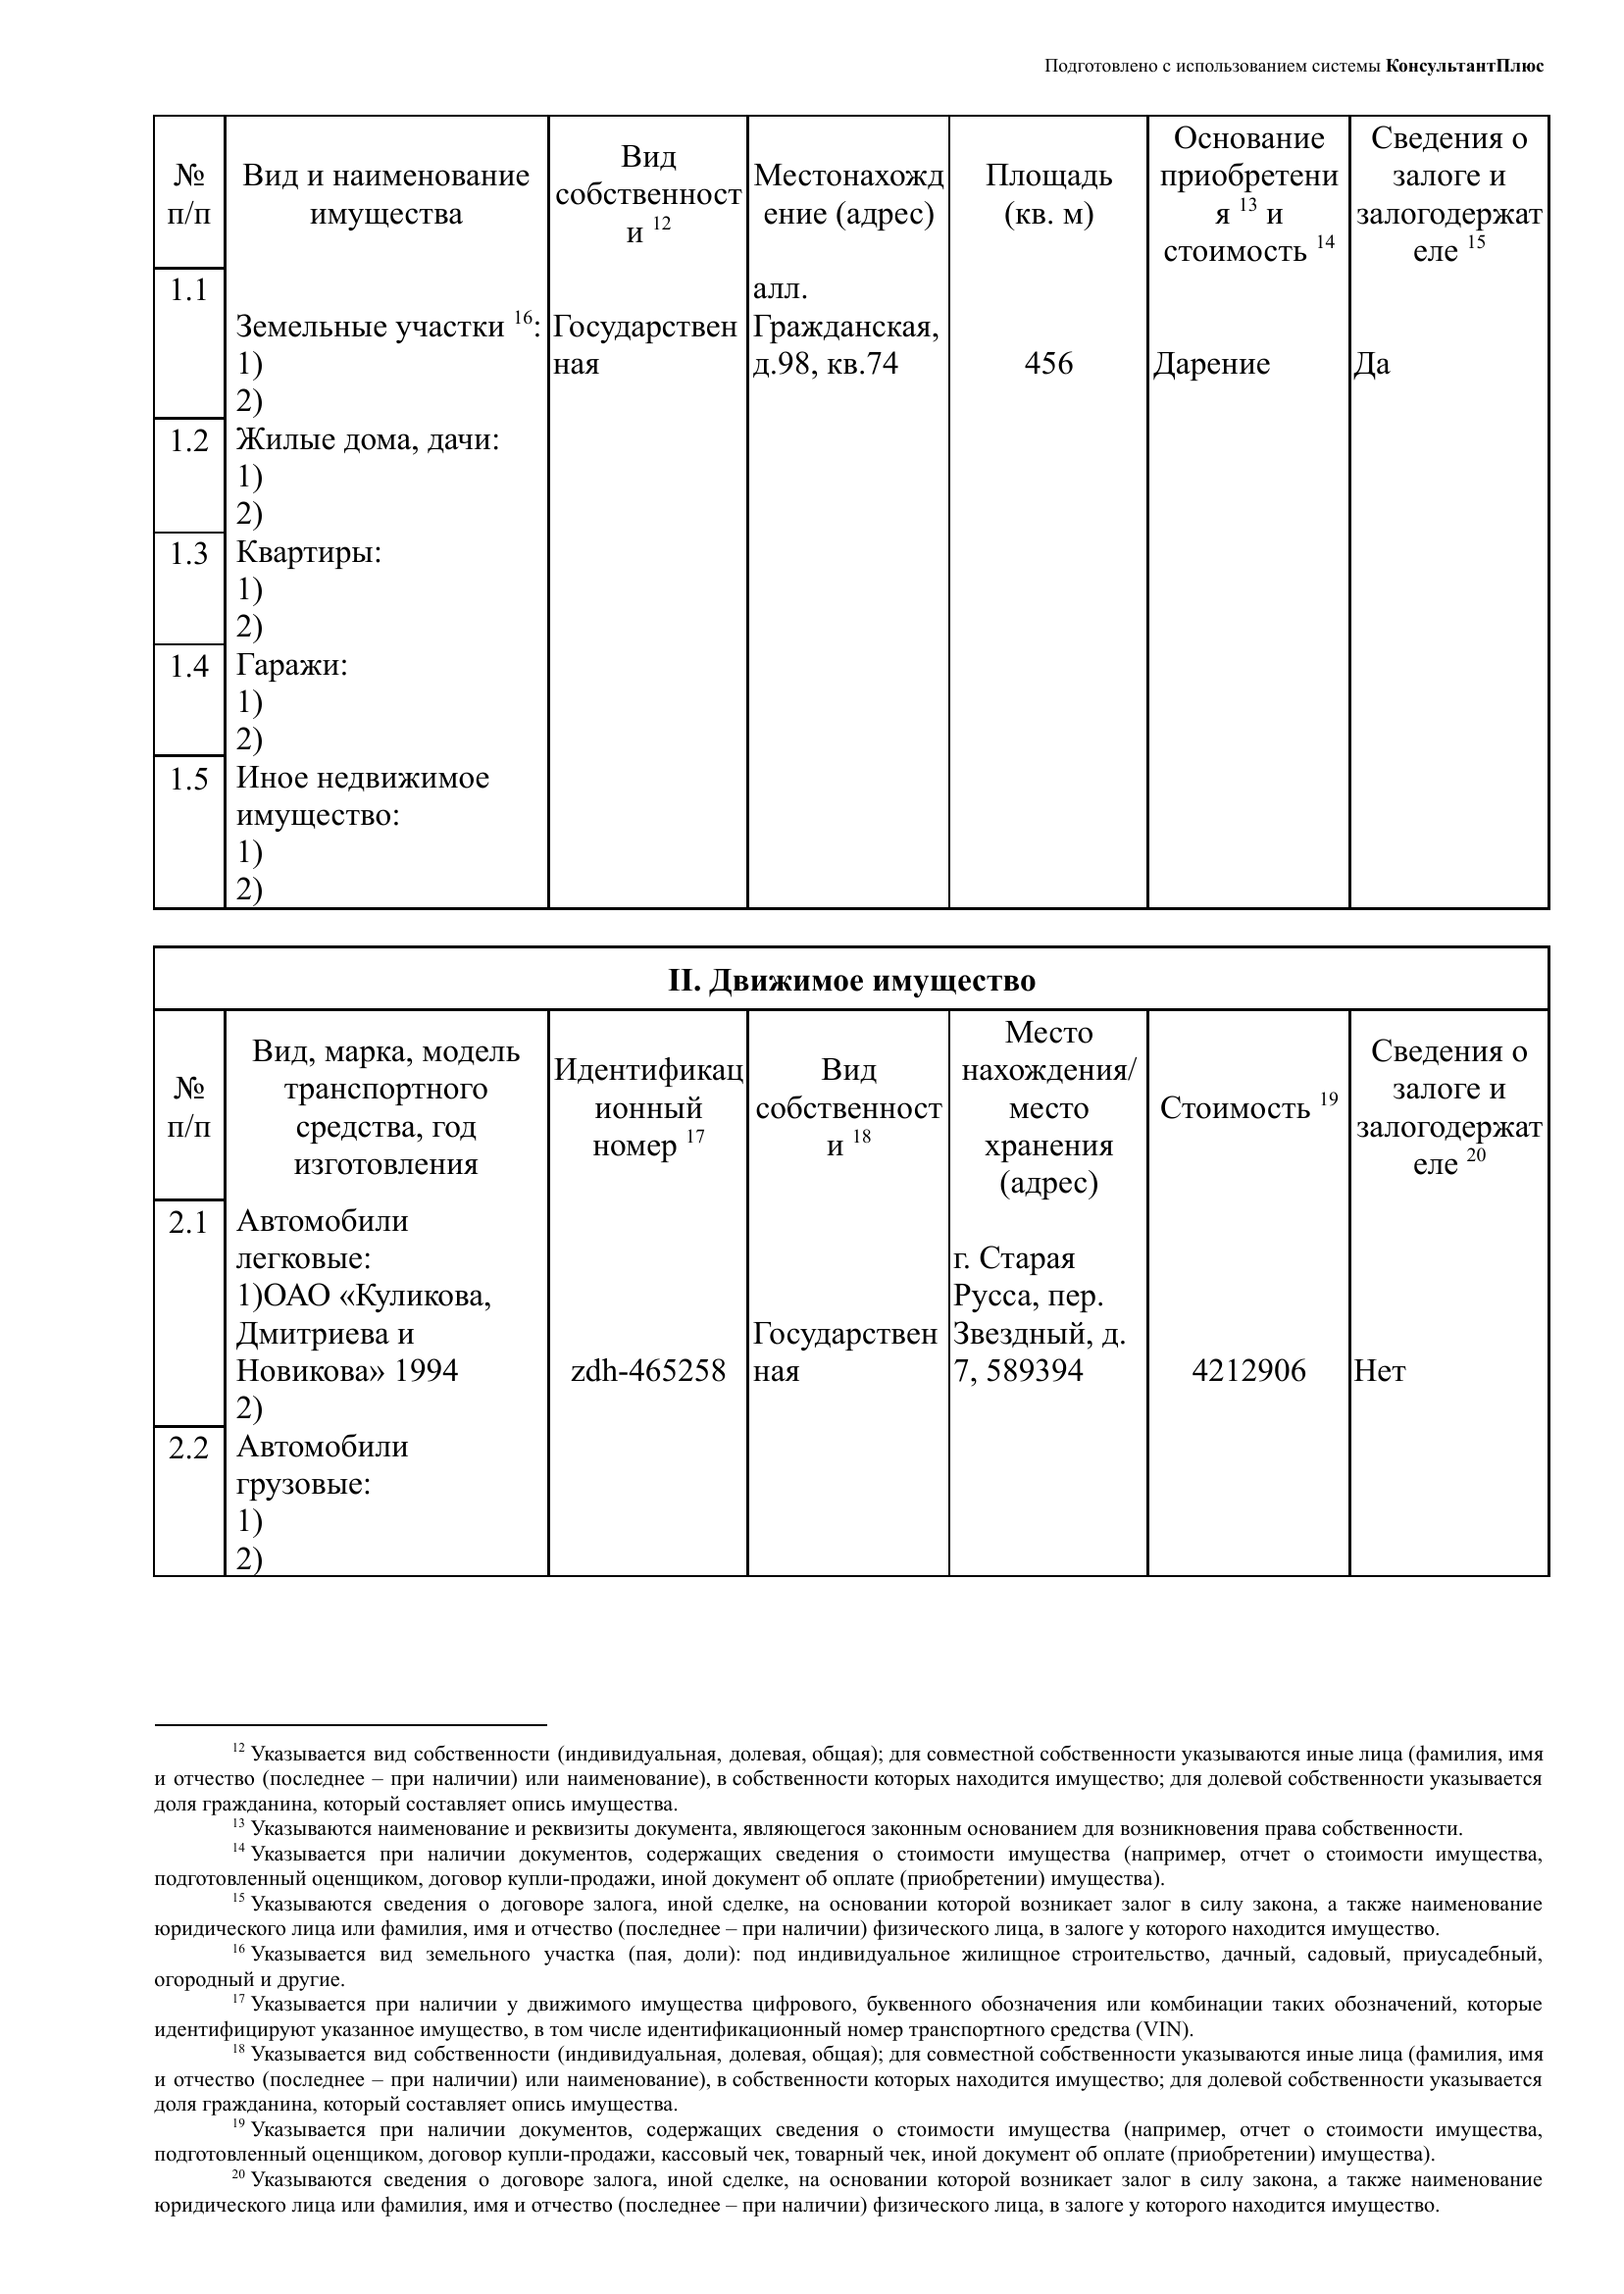 Подготовлено с использованием системы КонсультантПлюс
№
п/п
Вид и наименование
имущества
Вид
собственност
и 12
Местонахожд
ение (адрес)
Площадь
(кв. м)
Основание
приобретени
я 13 и
стоимость 14
Сведения о
залоге и
залогодержат
еле 15
1.1
Земельные участки 16:
1)
2)
Государствен
ная
алл.
Гражданская,
д.98, кв.74
456
Дарение
Да
1.2
Жилые дома, дачи:
1)
2)
1.3
Квартиры:
1)
2)
1.4
Гаражи:
1)
2)
1.5
Иное недвижимое
имущество:
1)
2)
II. Движимое имущество
№
п/п
Вид, марка, модель
транспортного
средства, год
изготовления
Идентификац
ионный
номер 17
Вид
собственност
и 18
Место
нахождения/
место
хранения
(адрес)
Стоимость 19
Сведения о
залоге и
залогодержат
еле 20
2.1
Автомобили
легковые:
1)ОАО «Куликова,
Дмитриева и
Новикова» 1994
2)
zdh-465258
Государствен
ная
г. Старая
Русса, пер.
Звездный, д.
7, 589394
4212906
Нет
2.2
Автомобили
грузовые:
1)
2)
12 Указывается вид собственности (индивидуальная, долевая, общая); для совместной собственности указываются иные лица (фамилия, имя
и отчество (последнее – при наличии) или наименование), в собственности которых находится имущество; для долевой собственности указывается
доля гражданина, который составляет опись имущества.
13 Указываются наименование и реквизиты документа, являющегося законным основанием для возникновения права собственности.
14 Указывается при наличии документов, содержащих сведения о стоимости имущества (например, отчет о стоимости имущества,
подготовленный оценщиком, договор купли-продажи, иной документ об оплате (приобретении) имущества).
15 Указываются сведения о договоре залога, иной сделке, на основании которой возникает залог в силу закона, а также наименование
юридического лица или фамилия, имя и отчество (последнее – при наличии) физического лица, в залоге у которого находится имущество.
16 Указывается вид земельного участка (пая, доли): под индивидуальное жилищное строительство, дачный, садовый, приусадебный,
огородный и другие.
17 Указывается при наличии у движимого имущества цифрового, буквенного обозначения или комбинации таких обозначений, которые
идентифицируют указанное имущество, в том числе идентификационный номер транспортного средства (VIN).
18 Указывается вид собственности (индивидуальная, долевая, общая); для совместной собственности указываются иные лица (фамилия, имя
и отчество (последнее – при наличии) или наименование), в собственности которых находится имущество; для долевой собственности указывается
доля гражданина, который составляет опись имущества.
19 Указывается при наличии документов, содержащих сведения о стоимости имущества (например, отчет о стоимости имущества,
подготовленный оценщиком, договор купли-продажи, кассовый чек, товарный чек, иной документ об оплате (приобретении) имущества).
20 Указываются сведения о договоре залога, иной сделке, на основании которой возникает залог в силу закона, а также наименование
юридического лица или фамилия, имя и отчество (последнее – при наличии) физического лица, в залоге у которого находится имущество.